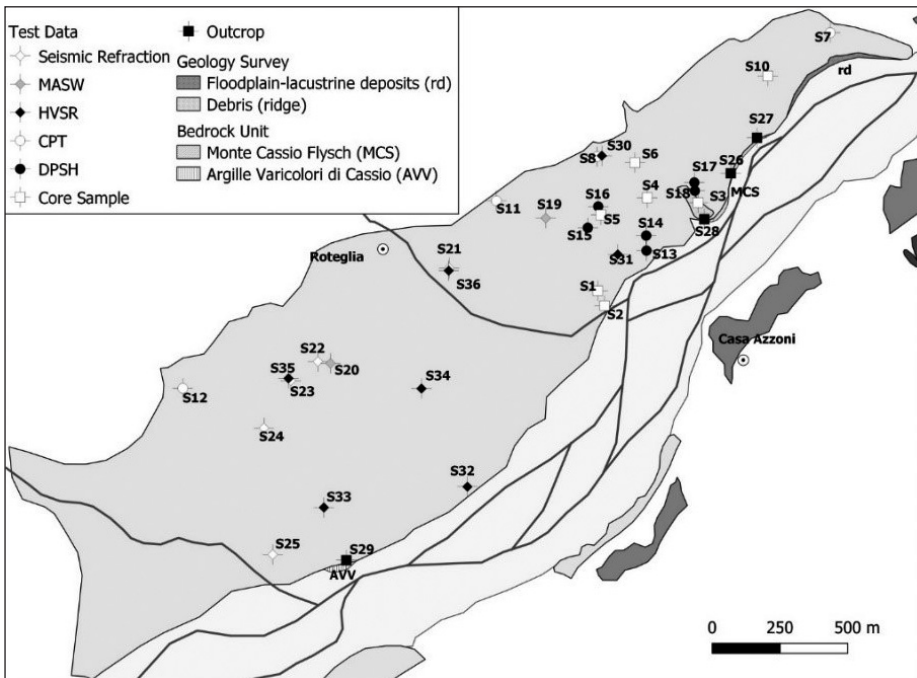 Test Data
Seismic Refraction
MASW
HVSR
CPT
DPSH
Core Sample
Outcrop
Geology Survey
Floodplain-lacustrine deposits (rd)
Debris (ridge)
Bedrock Unit
Monte Cassio Flysch (MCS)
Argille Varicolori di Cassio (AVV)
S7
rd
S10
S27
S30
S8
S6
S26
S17
MCS
S18
S3
S4
S16
S11
S19
S5
S28
S15
S14
S31
S13
Roteglia
S21
S36
S1
S2
Casa Azzoni
S22
S20
S35
S23
S34
S12
S24
S32
S33
S25
S29
AVV
0 250 500 m